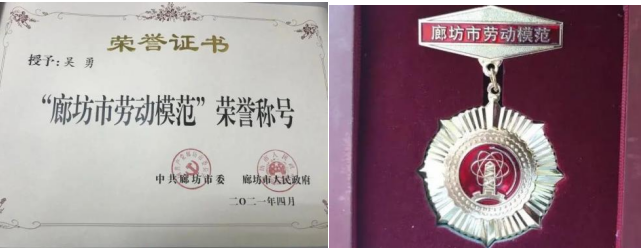 荣誉证书
授予：吴勇
“廊坊市劳动模范”荣誉称号
中共廊坊市委 廊坊市人民政府
二〇二一年四月
廊坊市劳动模范